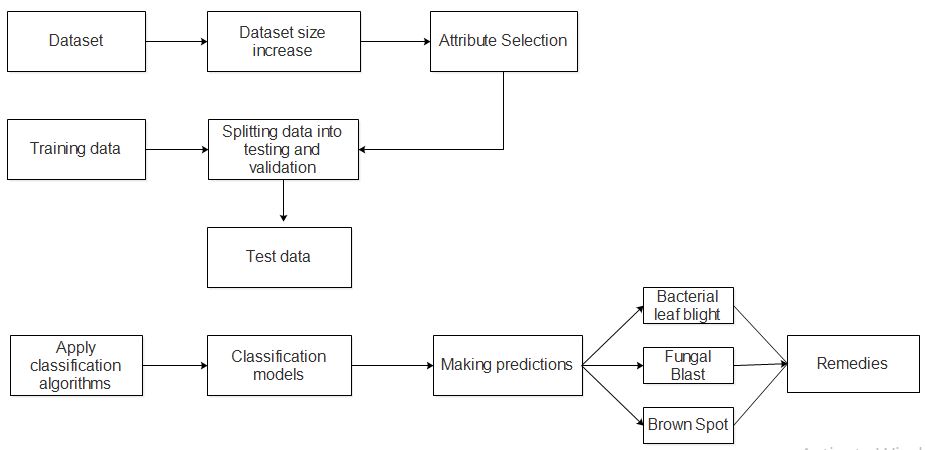 Dataset
Dataset size
increase
Attribute Selection
Training data
Splitting data into
testing and
validation
Test data
Apply
classification
algorithms
Classification
models
Making predictions
Bacterial
leaf blight
Fungal
Blast
Brown Spot
Remedies